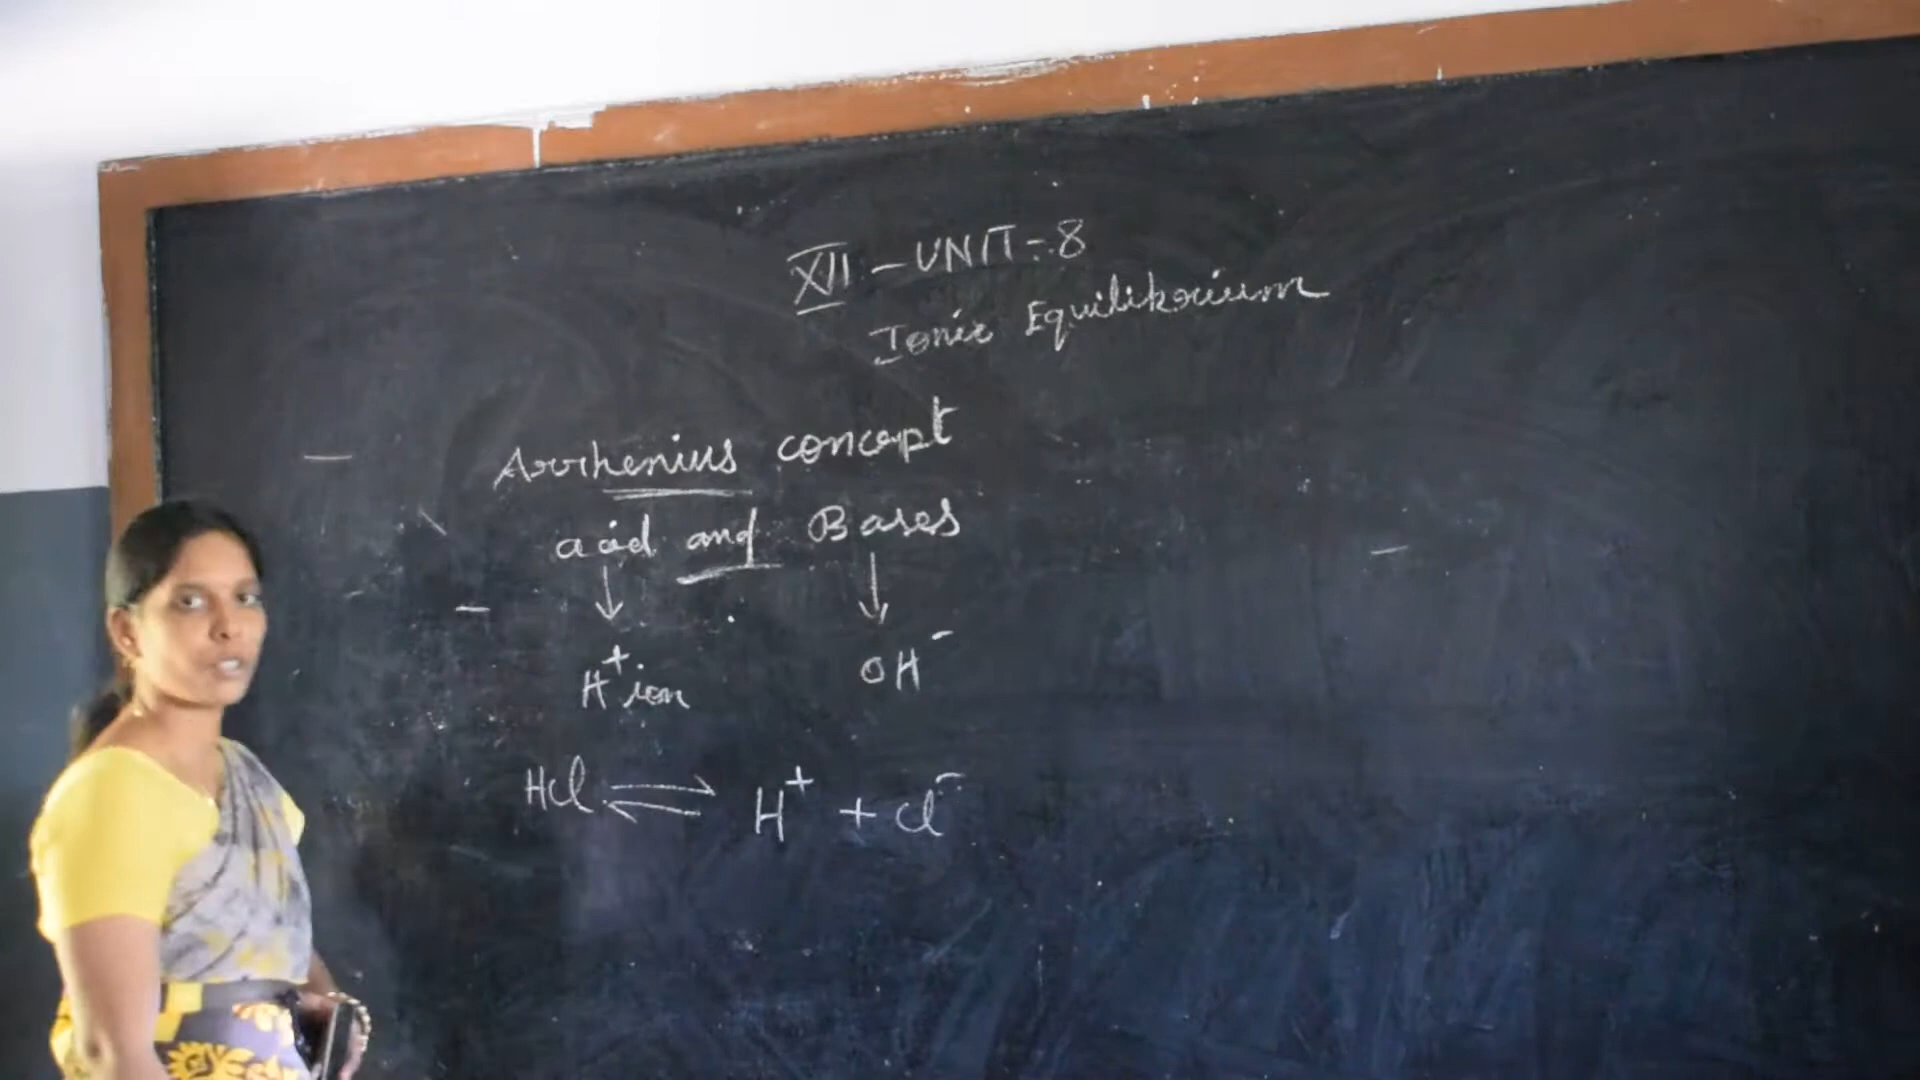 XII - UNIT - 8
Ionic Equilibrium
Arrhenius concept
acid and Bases
↓ ↓
H⁺ ion OH⁻
HCl ⇌ H⁺ + Cl⁻